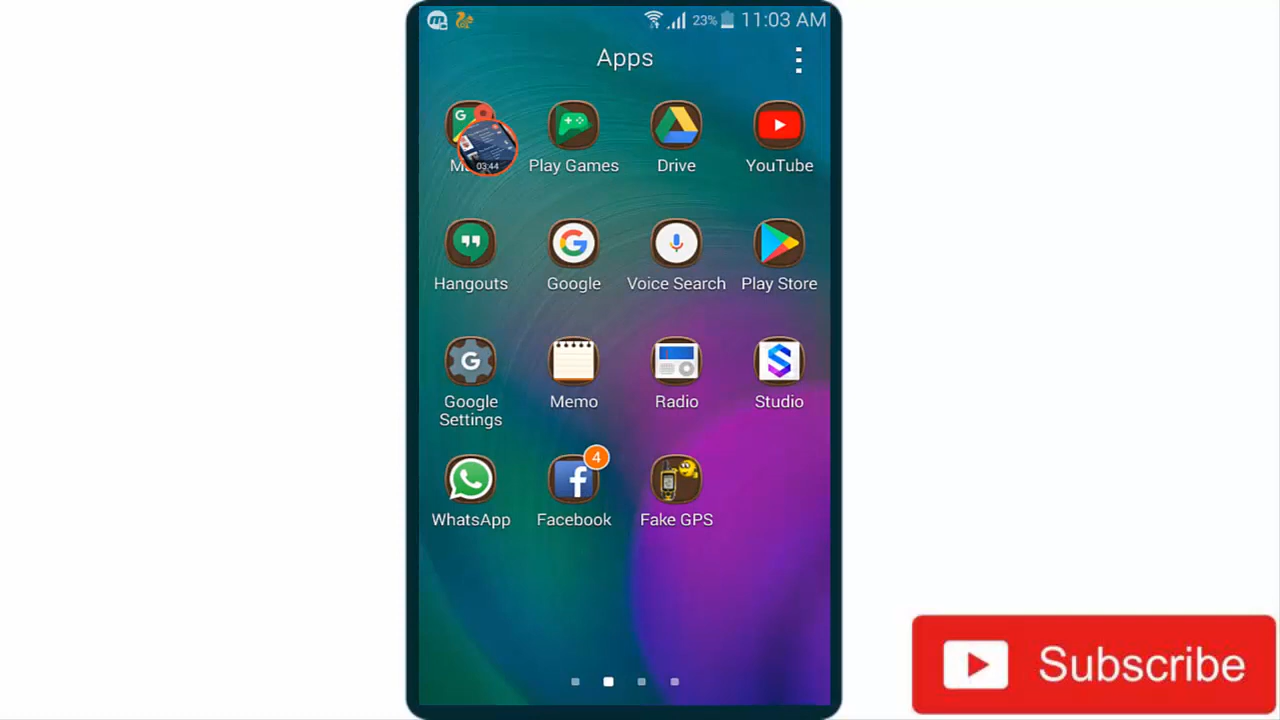 23% 11:03 AM
Apps
03:44
Play Games Drive YouTube
Hangouts Google Voice Search Play Store
Google Settings Memo Radio Studio
4
WhatsApp Facebook Fake GPS
Subscribe